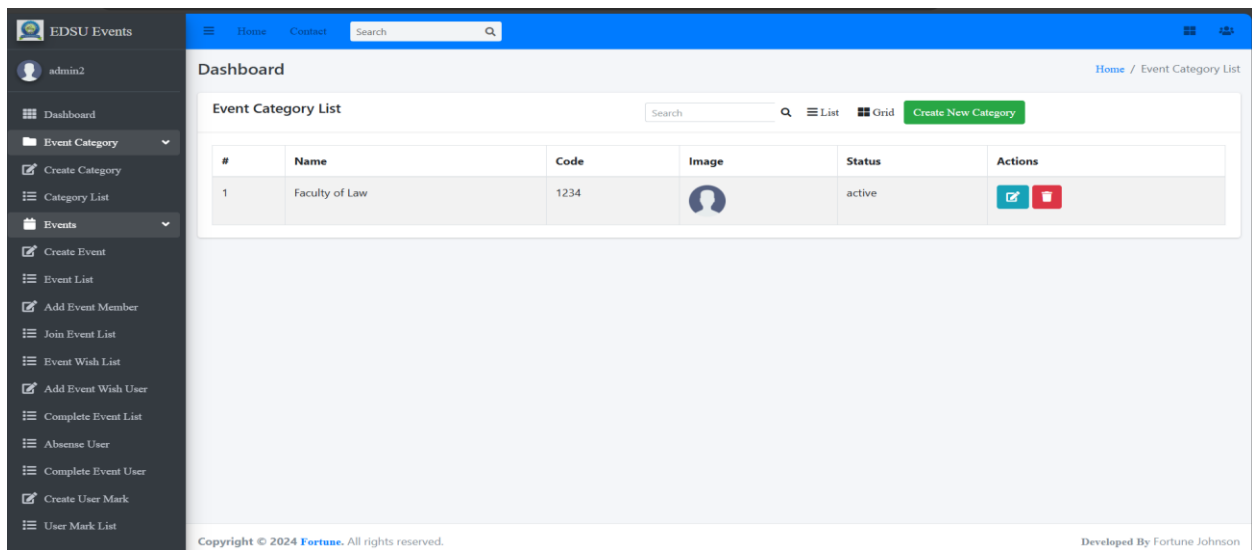 EDSU Events
admin2
Dashboard
Event Category
Create Category
Category List
Events
Create Event
Event List
Add Event Member
Join Event List
Event Wish List
Add Event Wish User
Complete Event List
Absense User
Complete Event User
Create User Mark
User Mark List
Home Contact Search
Dashboard Home / Event Category List
Event Category List Search List Grid Create New Category
# Name Code Image Status Actions
1 Faculty of Law 1234 active
Copyright © 2024 Fortune. All rights reserved. Developed By Fortune Johnson